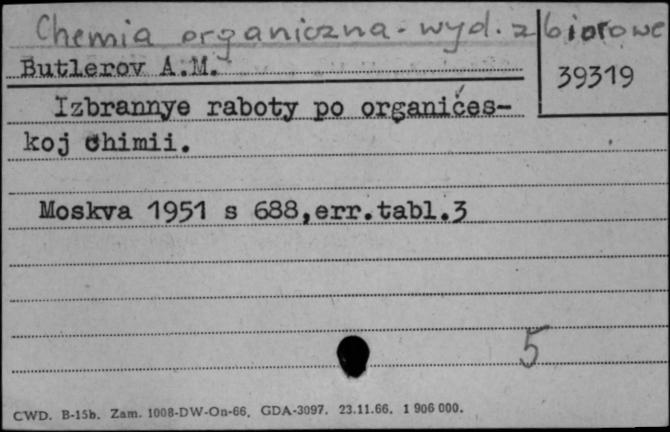 Chemia organiczna - wyd. zbiorowe
Butlerov A.M.
39319
Izbrannye raboty po organičes-
koj chimii.
Moskva 1951 s 688,err.tabl.3
5
CWD. B-15b. Zam. 1008-DW-On-66. GDA-3097. 23.11.66. 1 906 000.